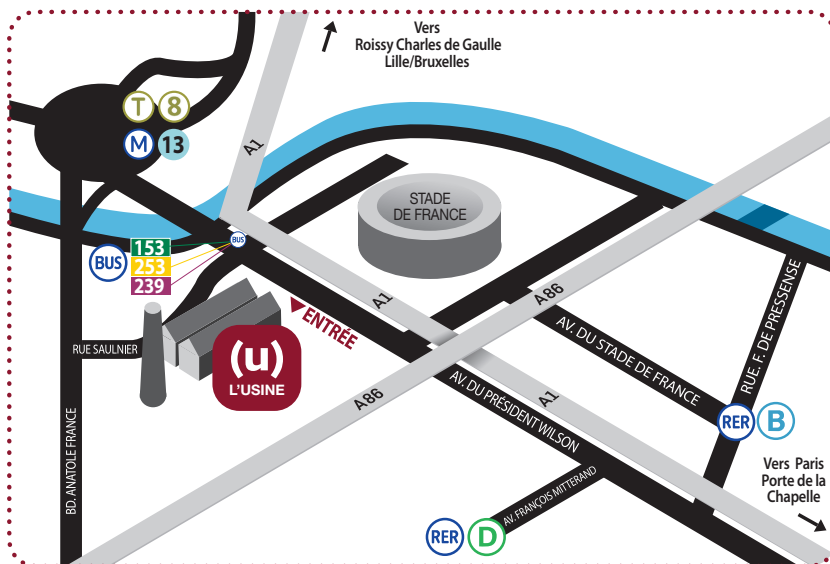 Vers
Roissy Charles de Gaulle
Lille/Bruxelles
T 8
M 13
A1
STADE
DE FRANCE
BUS
BUS
153
253
239
ENTRÉE
A1
A86
RUE. F. DE PRESSENSE
AV. DU STADE DE FRANCE
RUE SAULNIER
(u)
L'USINE
A86
AV. DU PRÉSIDENT WILSON
A1
RER B
BD. ANATOLE FRANCE
Vers Paris
Porte de la
Chapelle
AV. FRANÇOIS MITTERAND
RER D